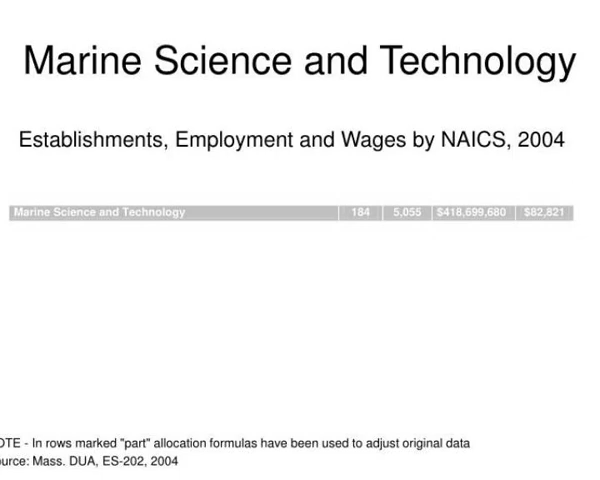 Marine Science and Technology
Establishments, Employment and Wages by NAICS, 2004
Marine Science and Technology 184 5,055 $418,699,680 $82,821
OTE - In rows marked "part" allocation formulas have been used to adjust original data
urce: Mass. DUA, ES-202, 2004